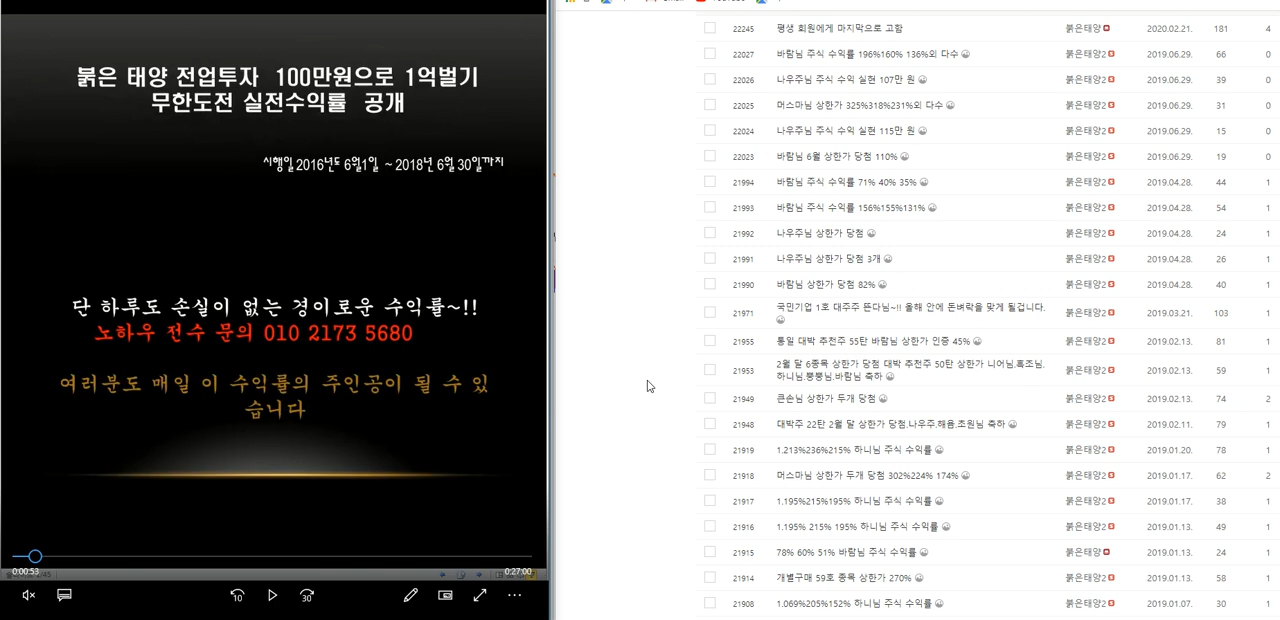 붉은 태양 전업투자 100만원으로 1억벌기
무한도전 실전수익률 공개
시행일 2016년도 6월1일 ~ 2018년 6월 30일까지
단 하루도 손실이 없는 경이로운 수익률~!!
노하우 전수 문의 010 2173 5680
여러분도 매일 이 수익률의 주인공이 될 수 있
습니다
0:00:53
0:27:00
10
30
22245 평생 회원에게 마지막으로 고함 붉은태양 2020.02.21. 181 4
22027 바람님 주식 수익률 196%160% 136%외 다수 붉은태양2 2019.06.29. 66 0
22026 나우주님 주식 수익 실현 107만 원 붉은태양2 2019.06.29. 39 0
22025 머스마님 상한가 325%318%231%외 다수 붉은태양2 2019.06.29. 31 0
22024 나우주님 주식 수익 실현 115만 원 붉은태양2 2019.06.29. 15 0
22023 바람님 6월 상한가 당첨 110% 붉은태양2 2019.06.29. 19 0
21994 바람님 주식 수익률 71% 40% 35% 붉은태양2 2019.04.28. 44 1
21993 바람님 주식 수익률 156%155%131% 붉은태양2 2019.04.28. 54 1
21992 나우주님 상한가 당첨 붉은태양2 2019.04.28. 24 1
21991 나우주님 상한가 당첨 3개 붉은태양2 2019.04.28. 26 1
21990 바람님 상한가 당첨 82% 붉은태양2 2019.04.28. 40 1
21971 국민기업 1호 대주주 뜬다님~!! 올해 안에 돈벼락을 맞게 될겁니다. 붉은태양2 2019.03.21. 103 1
21955 통일 대박 추천주 55탄 바람님 상한가 인증 45% 붉은태양2 2019.02.13. 81 1
21953 2월 달 6종목 상한가 당첨 대박 추천주 50탄 상한가 니어님.흑조님.
하니님.뿡뿡님.바람님 축하 붉은태양2 2019.02.13. 59 1
21949 큰손님 상한가 두개 당첨 붉은태양2 2019.02.13. 74 2
21948 대박주 22탄 2월 달 상한가 당첨.나우주.해윰.조원님 축하 붉은태양2 2019.02.11. 79 1
21919 1.213%236%215% 하니님 주식 수익률 붉은태양2 2019.01.20. 78 1
21918 머스마님 상한가 두개 당첨 302%224% 174% 붉은태양2 2019.01.17. 62 2
21917 1.195%215%195% 하니님 주식 수익률 붉은태양2 2019.01.17. 38 1
21916 1.195% 215% 195% 하니님 주식 수익률 붉은태양2 2019.01.13. 49 1
21915 78% 60% 51% 바람님 주식 수익률 붉은태양 2019.01.13. 24 1
21914 개별구매 59호 종목 상한가 270% 붉은태양2 2019.01.13. 58 1
21908 1.069%205%152% 하니님 주식 수익률 붉은태양2 2019.01.07. 30 1